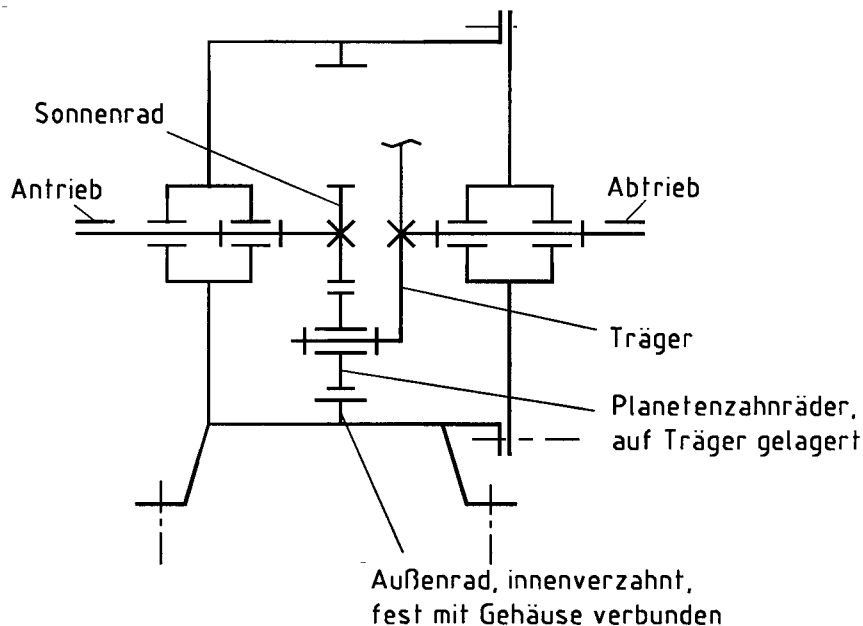 Sonnenrad
Antrieb
Abtrieb
Träger
Planetenzahnräder,
auf Träger gelagert
Außenrad, innenverzahnt,
fest mit Gehäuse verbunden